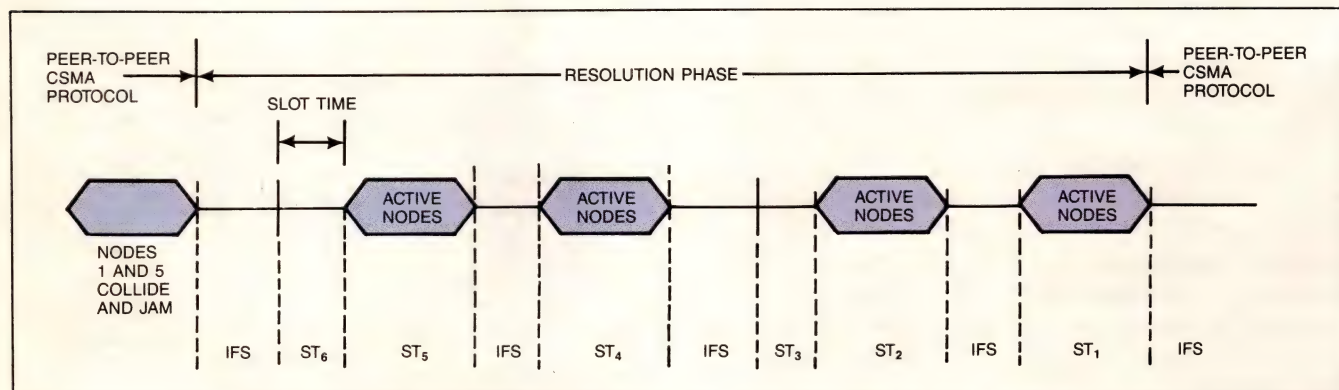 PEER-TO-PEER
CSMA
PROTOCOL
RESOLUTION PHASE
PEER-TO-PEER
CSMA
PROTOCOL
SLOT TIME
ACTIVE
NODES
ACTIVE
NODES
ACTIVE
NODES
ACTIVE
NODES
NODES
1 AND 5
COLLIDE
AND JAM
IFS ST₆ ST₅ IFS ST₄ IFS ST₃ ST₂ IFS ST₁ IFS